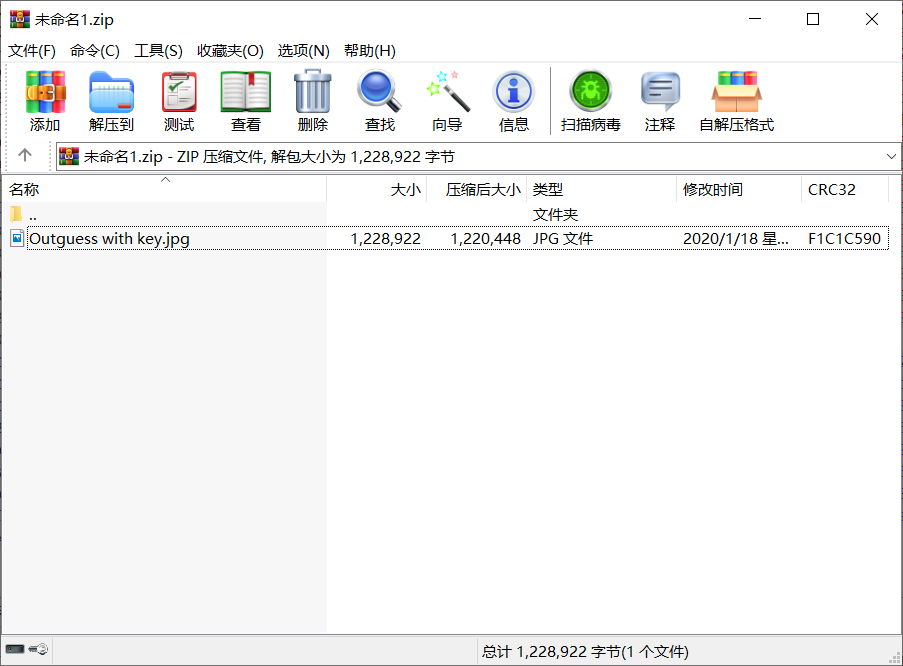 未命名1.zip
文件(F) 命令(C) 工具(S) 收藏夹(O) 选项(N) 帮助(H)
添加 解压到 测试 查看 删除 查找 向导 信息 扫描病毒 注释 自解压格式
未命名1.zip - ZIP 压缩文件, 解包大小为 1,228,922 字节
名称 大小 压缩后大小 类型 修改时间 CRC32
.. 文件夹
Outguess with key.jpg 1,228,922 1,220,448 JPG 文件 2020/1/18 星... F1C1C590
总计 1,228,922 字节(1 个文件)